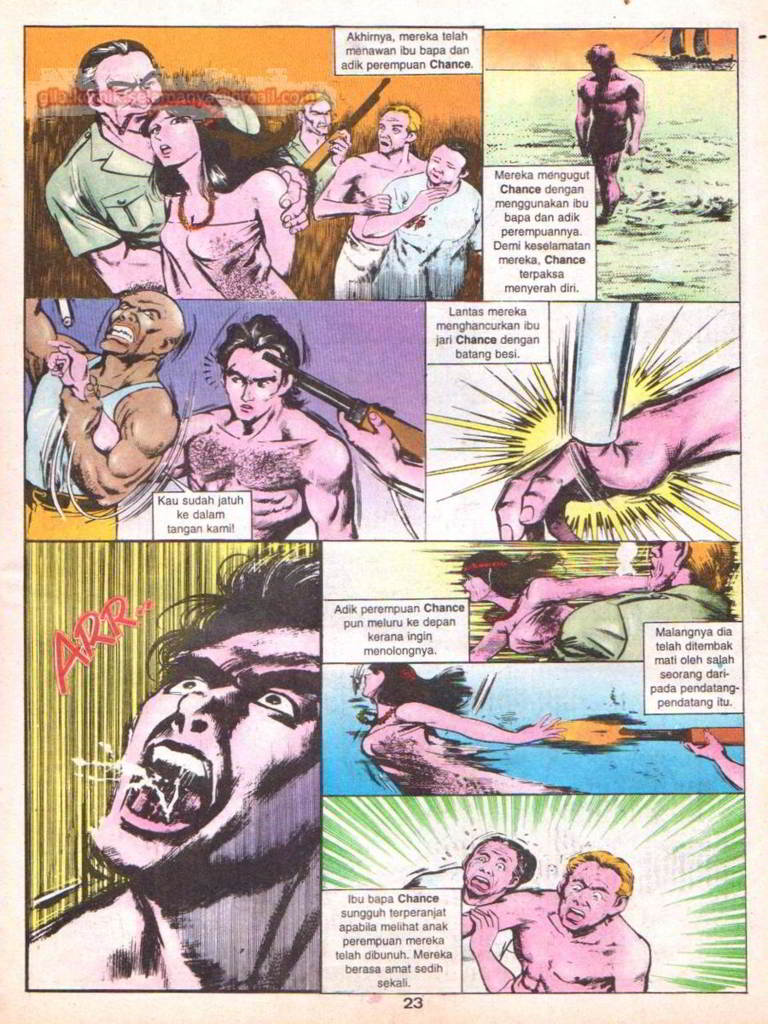 Akhirnya, mereka telah
menawan ibu bapa dan
adik perempuan Chance.
Mereka mengugut
Chance dengan
menggunakan ibu
bapa dan adik
perempuannya.
Demi keselamatan
mereka, Chance
terpaksa
menyerah diri.
Kau sudah jatuh
ke dalam
tangan kami!
Lantas mereka
menghancurkan ibu
jari Chance dengan
batang besi.
ARR..
Adik perempuan Chance
pun meluru ke depan
kerana ingin
menolongnya.
Malangnya dia
telah ditembak
mati oleh salah
seorang dari-
pada pendatang-
pendatang itu.
Ibu bapa Chance
sungguh terperanjat
apabila melihat anak
perempuan mereka
telah dibunuh. Mereka
berasa amat sedih
sekali.
23